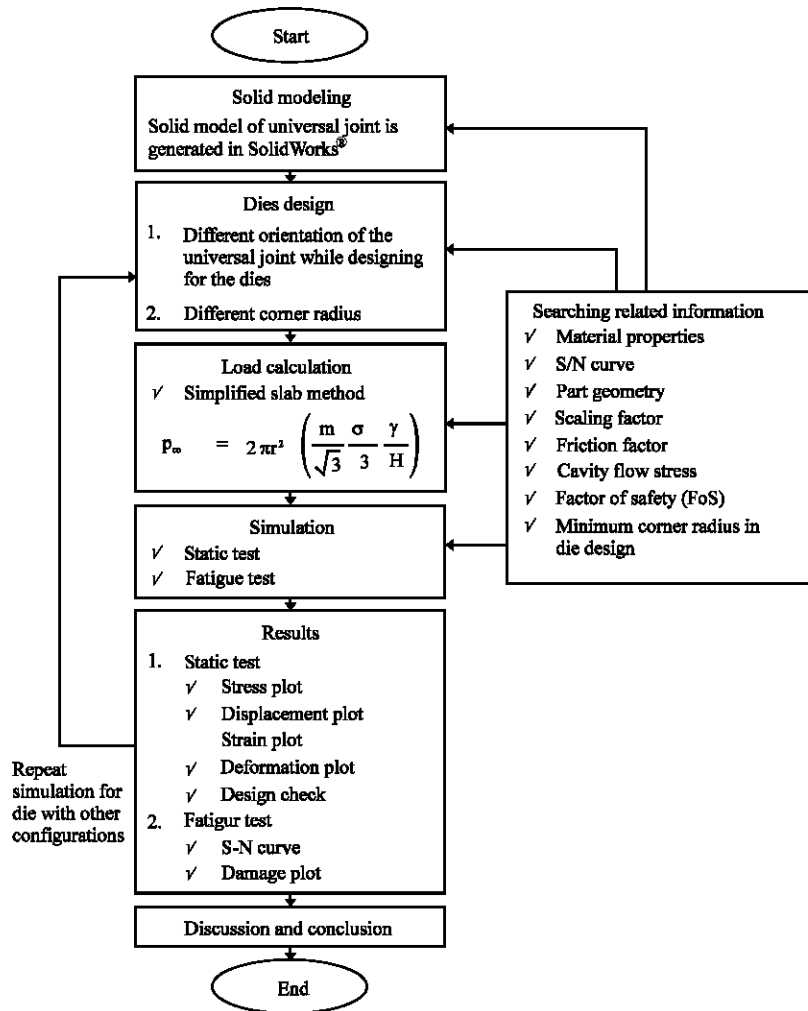 Start
Solid modeling
Solid model of universal joint is
generated in SolidWorks®
Dies design
1. Different orientation of the
universal joint while designing
for the dies
2. Different corner radius
Load calculation
√ Simplified slab method
p∞ = 2 πr² (m/√3 σ/3 γ/H)
Simulation
√ Static test
√ Fatigue test
Results
1. Static test
√ Stress plot
√ Displacement plot
Strain plot
√ Deformation plot
√ Design check
2. Fatigur test
√ S-N curve
√ Damage plot
Discussion and conclusion
End
Searching related information
√ Material properties
√ S/N curve
√ Part geometry
√ Scaling factor
√ Friction factor
√ Cavity flow stress
√ Factor of safety (FoS)
√ Minimum corner radius in
die design
Repeat
simulation for
die with other
configurations